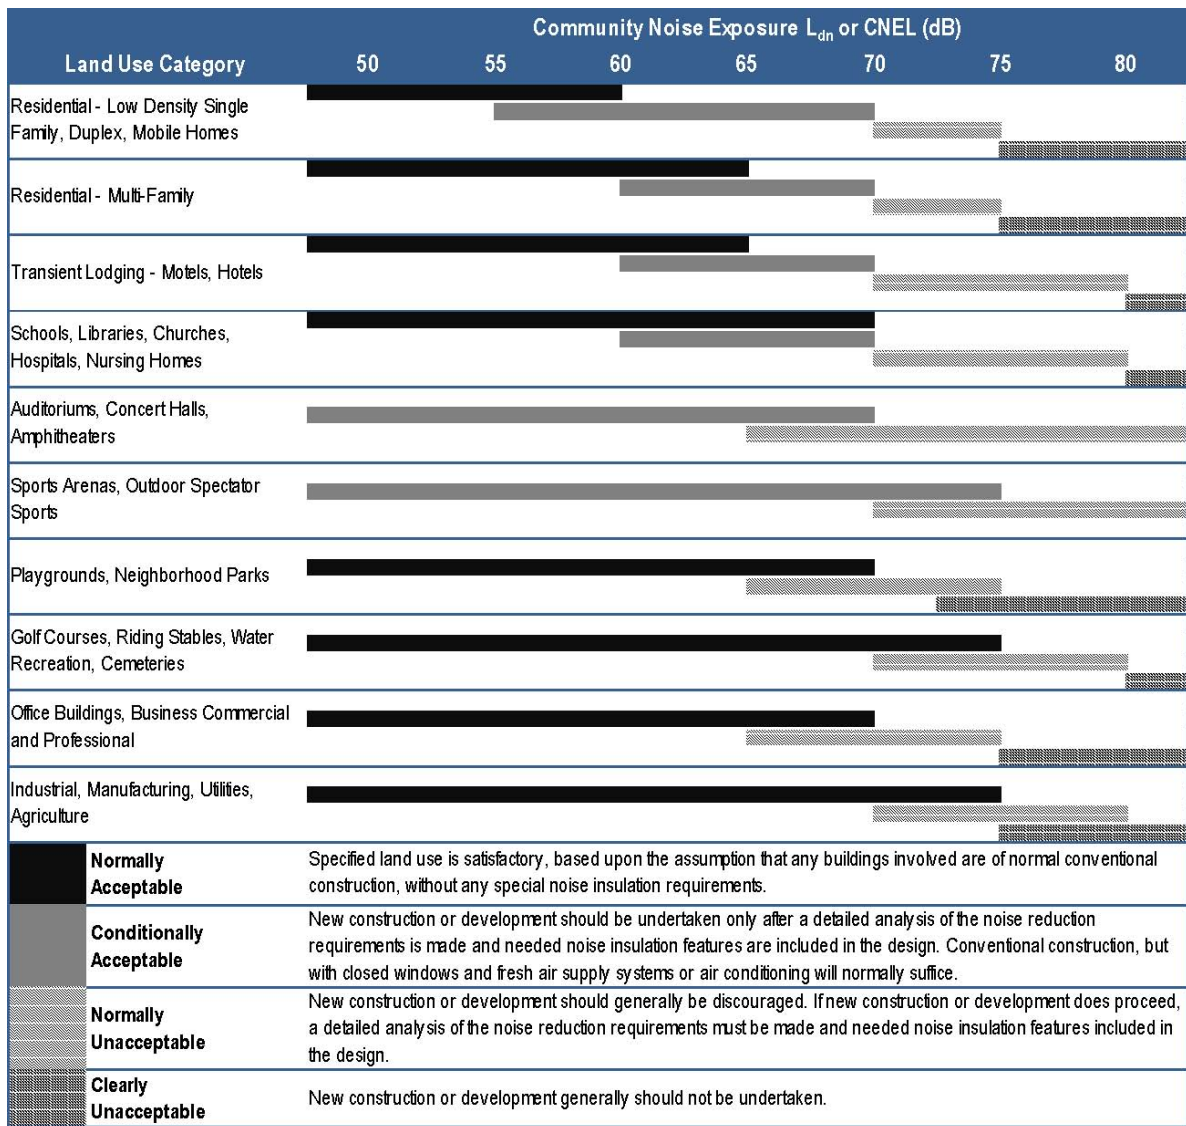 Community Noise Exposure Ldn or CNEL (dB)
Land Use Category 50 55 60 65 70 75 80
Residential - Low Density Single
Family, Duplex, Mobile Homes
Residential - Multi-Family
Transient Lodging - Motels, Hotels
Schools, Libraries, Churches,
Hospitals, Nursing Homes
Auditoriums, Concert Halls,
Amphitheaters
Sports Arenas, Outdoor Spectator
Sports
Playgrounds, Neighborhood Parks
Golf Courses, Riding Stables, Water
Recreation, Cemeteries
Office Buildings, Business Commercial
and Professional
Industrial, Manufacturing, Utilities,
Agriculture
Normally
Acceptable
Specified land use is satisfactory, based upon the assumption that any buildings involved are of normal conventional
construction, without any special noise insulation requirements.
Conditionally
Acceptable
New construction or development should be undertaken only after a detailed analysis of the noise reduction
requirements is made and needed noise insulation features are included in the design. Conventional construction, but
with closed windows and fresh air supply systems or air conditioning will normally suffice.
Normally
Unacceptable
New construction or development should generally be discouraged. If new construction or development does proceed,
a detailed analysis of the noise reduction requirements must be made and needed noise insulation features included in
the design.
Clearly
Unacceptable
New construction or development generally should not be undertaken.